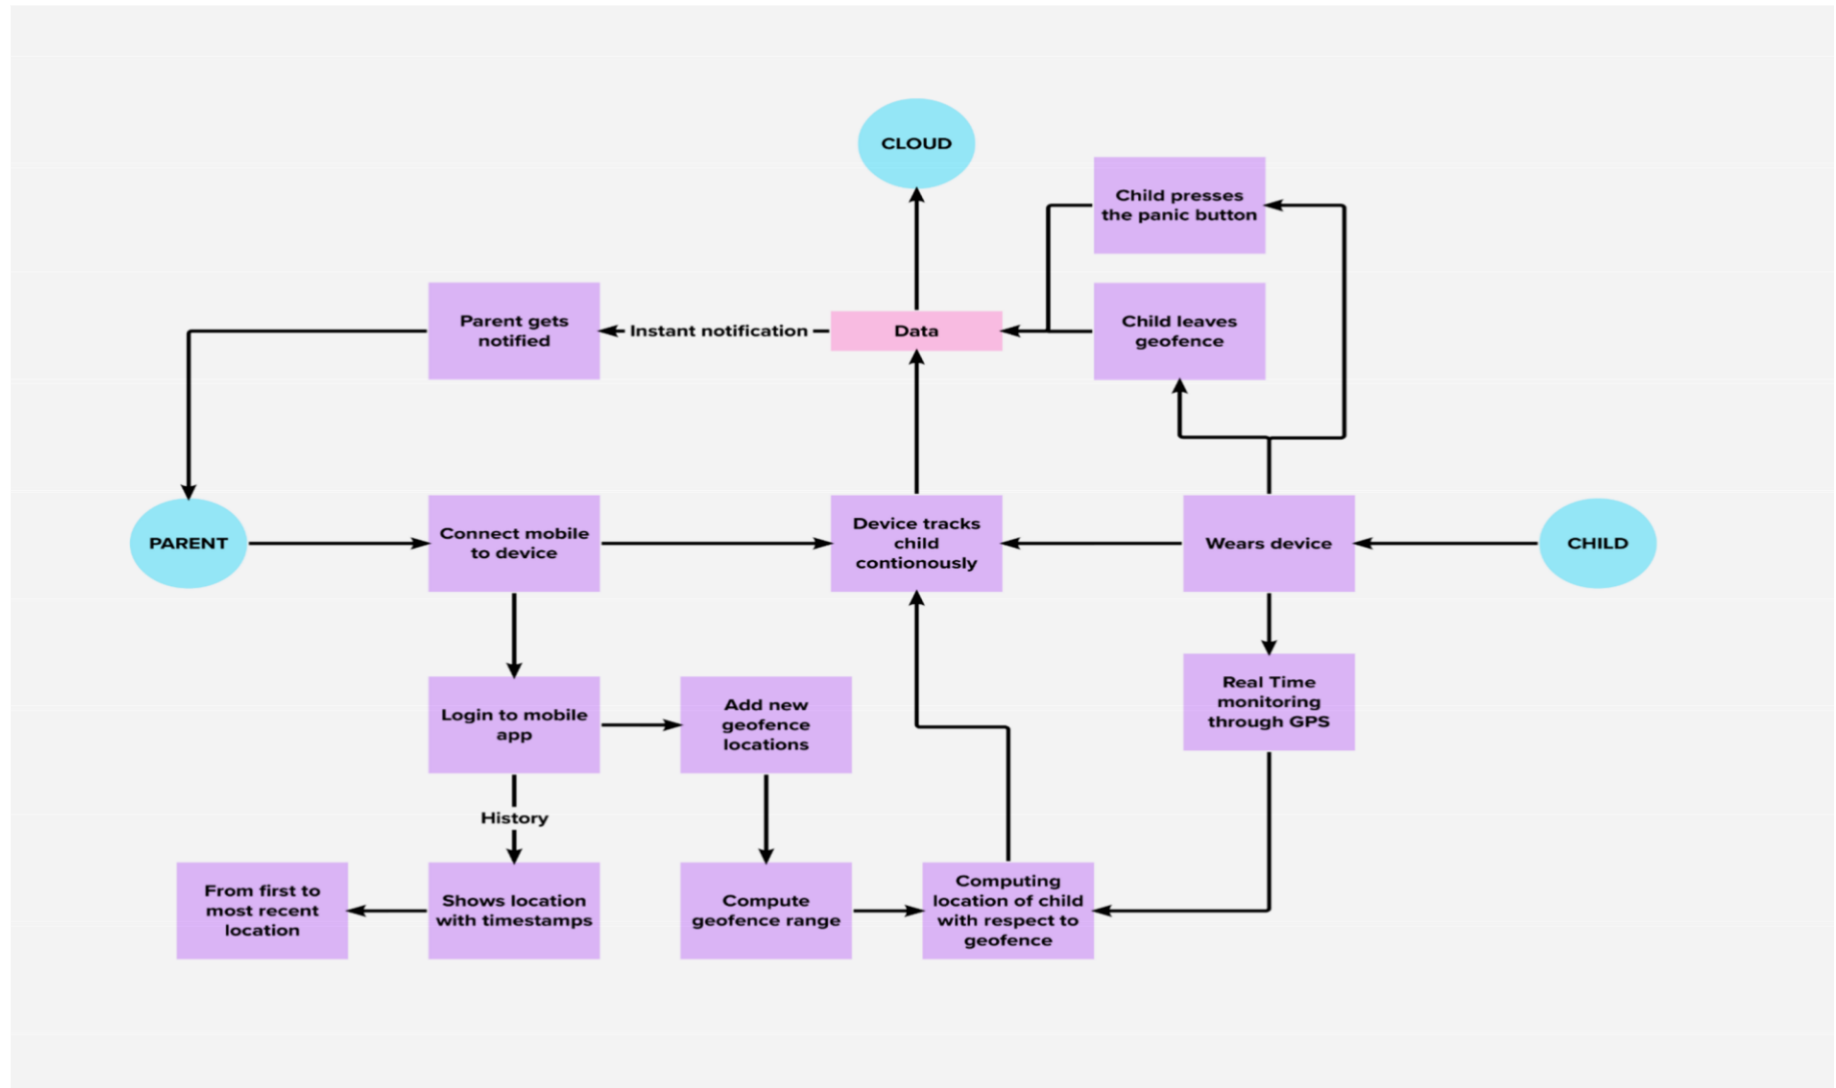 CLOUD
Child presses
the panic button
Parent gets
notified
Instant notification
Data
Child leaves
geofence
PARENT
Connect mobile
to device
Device tracks
child
contionously
Wears device
CHILD
Login to mobile
app
Add new
geofence
locations
Real Time
monitoring
through GPS
History
From first to
most recent
location
Shows location
with timestamps
Compute
geofence range
Computing
location of child
with respect to
geofence